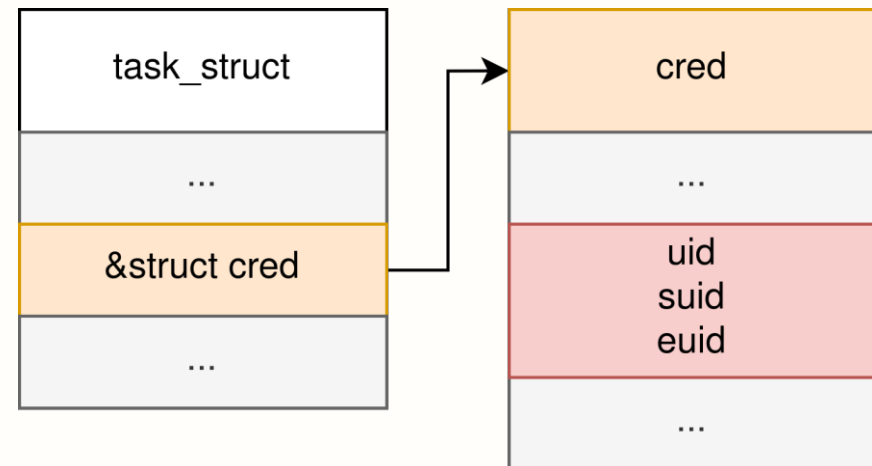 task_struct
...
&struct cred
...
cred
...
uid
suid
euid
...